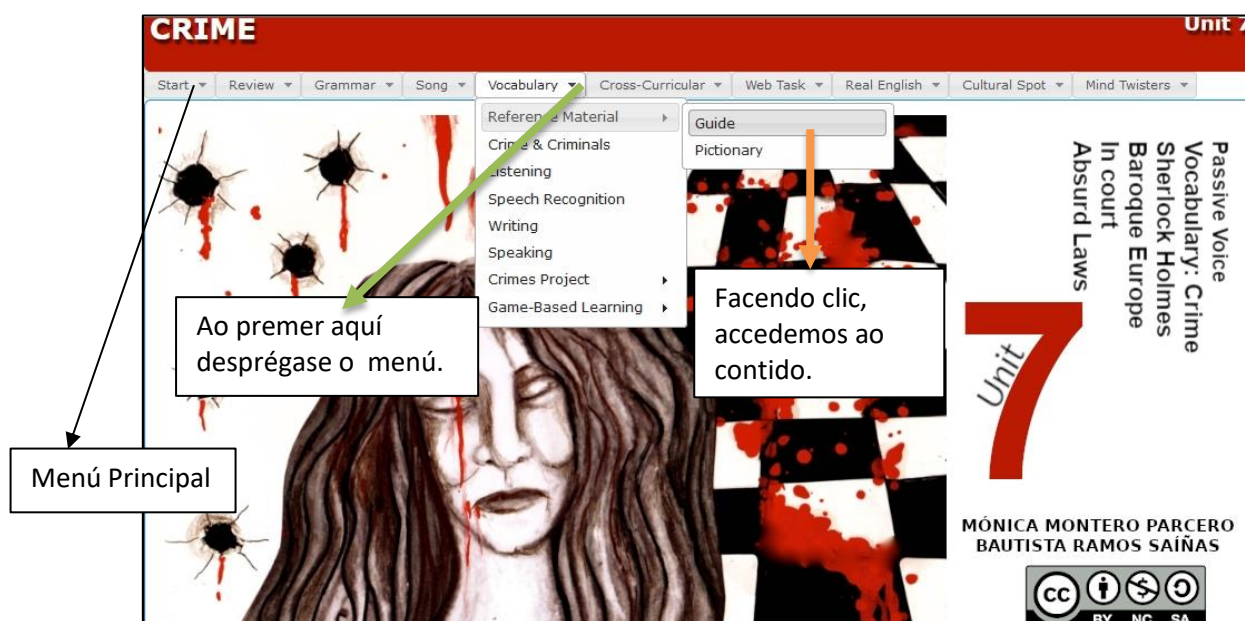 CRIME
Unit 7
Start
Review
Grammar
Song
Vocabulary
Cross-Curricular
Web Task
Real English
Cultural Spot
Mind Twisters
Reference Material
Crime & Criminals
Listening
Speech Recognition
Writing
Speaking
Crimes Project
Game-Based Learning
Guide
Pictionary
Ao premer aquí
desprégase o menú.
Facendo clic,
accedemos ao
contido.
Menú Principal
Passive Voice
Vocabulary: Crime
Sherlock Holmes
Baroque Europe
In court
Absurd Laws
Unit
7
MÓNICA MONTERO PARCERO
BAUTISTA RAMOS SAÍÑAS
CC
BY NC SA